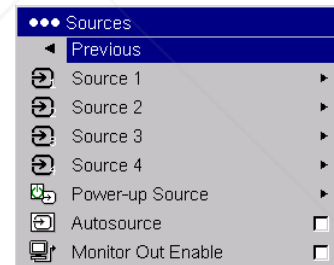 ••• Sources
Previous
Source 1
Source 2
Source 3
Source 4
Power-up Source
Autosource
Monitor Out Enable